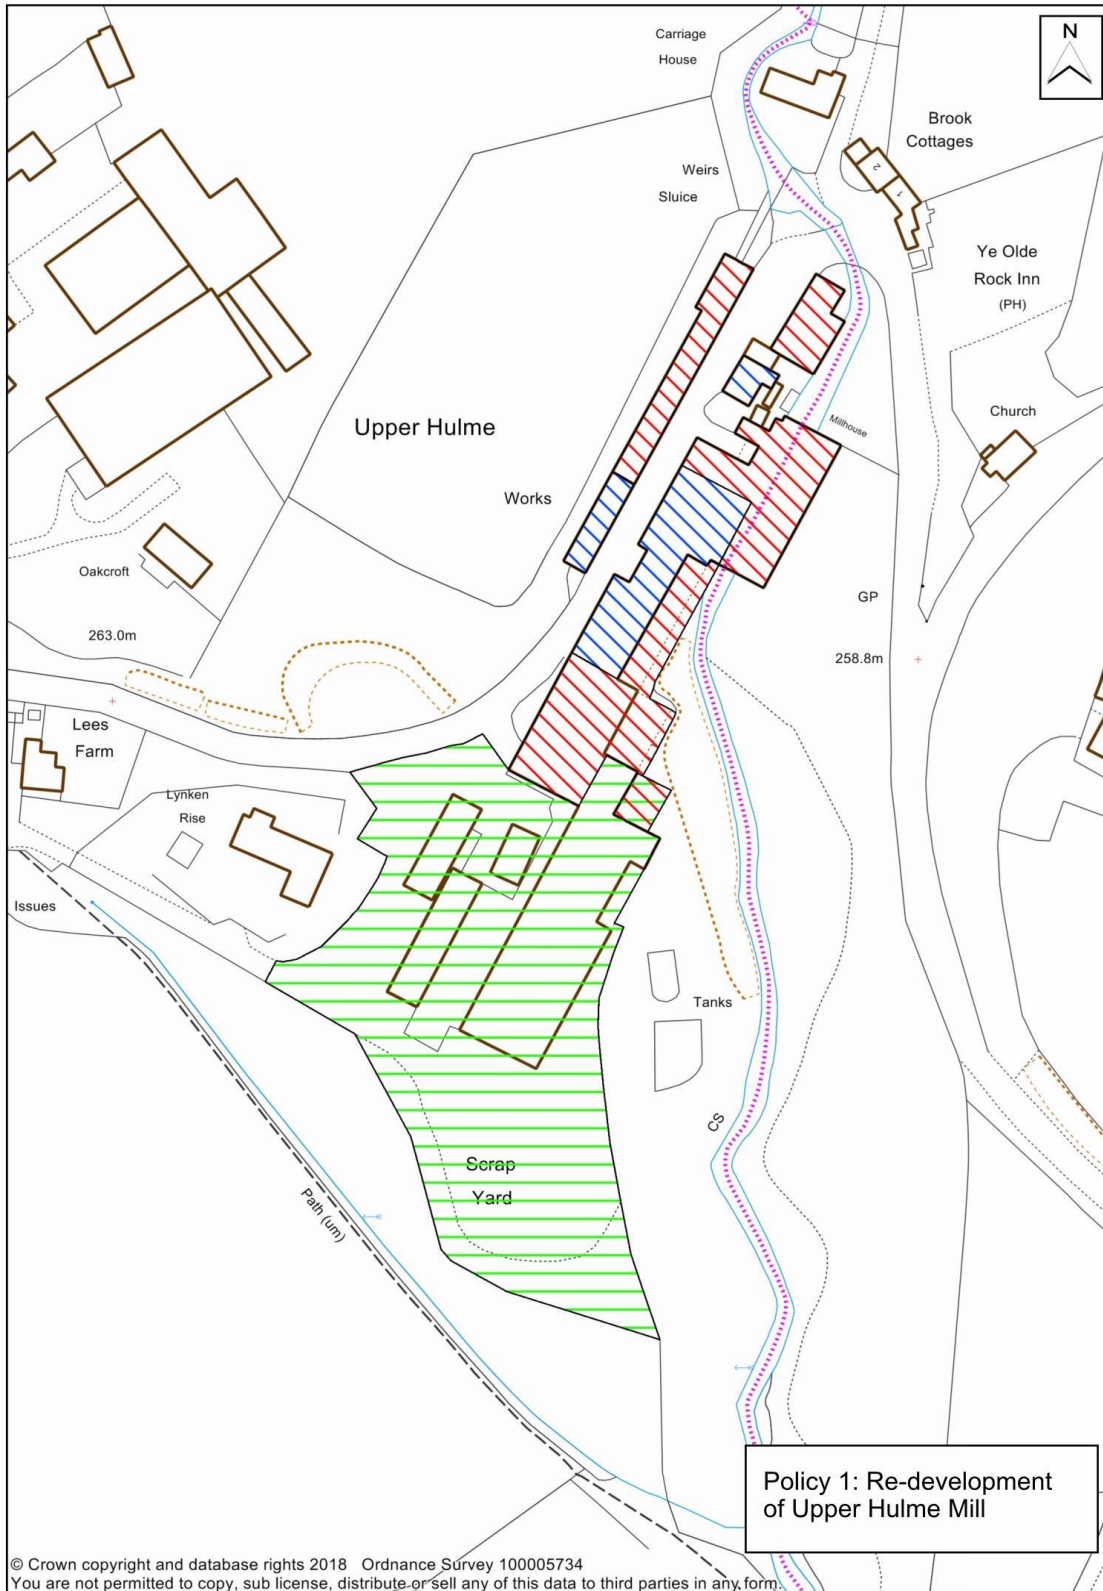 Carriage
House
N
Brook
Cottages
Weirs
Sluice
2
1
Ye Olde
Rock Inn
(PH)
Upper Hulme
Millhouse
Church
Works
Oakcroft
GP
263.0m
258.8m
Lees
Farm
Lynken
Rise
Issues
Tanks
CS
Scrap
Yard
Path (um)
Policy 1: Re-development
of Upper Hulme Mill
© Crown copyright and database rights 2018 Ordnance Survey 100005734
You are not permitted to copy, sub license, distribute or sell any of this data to third parties in any form.